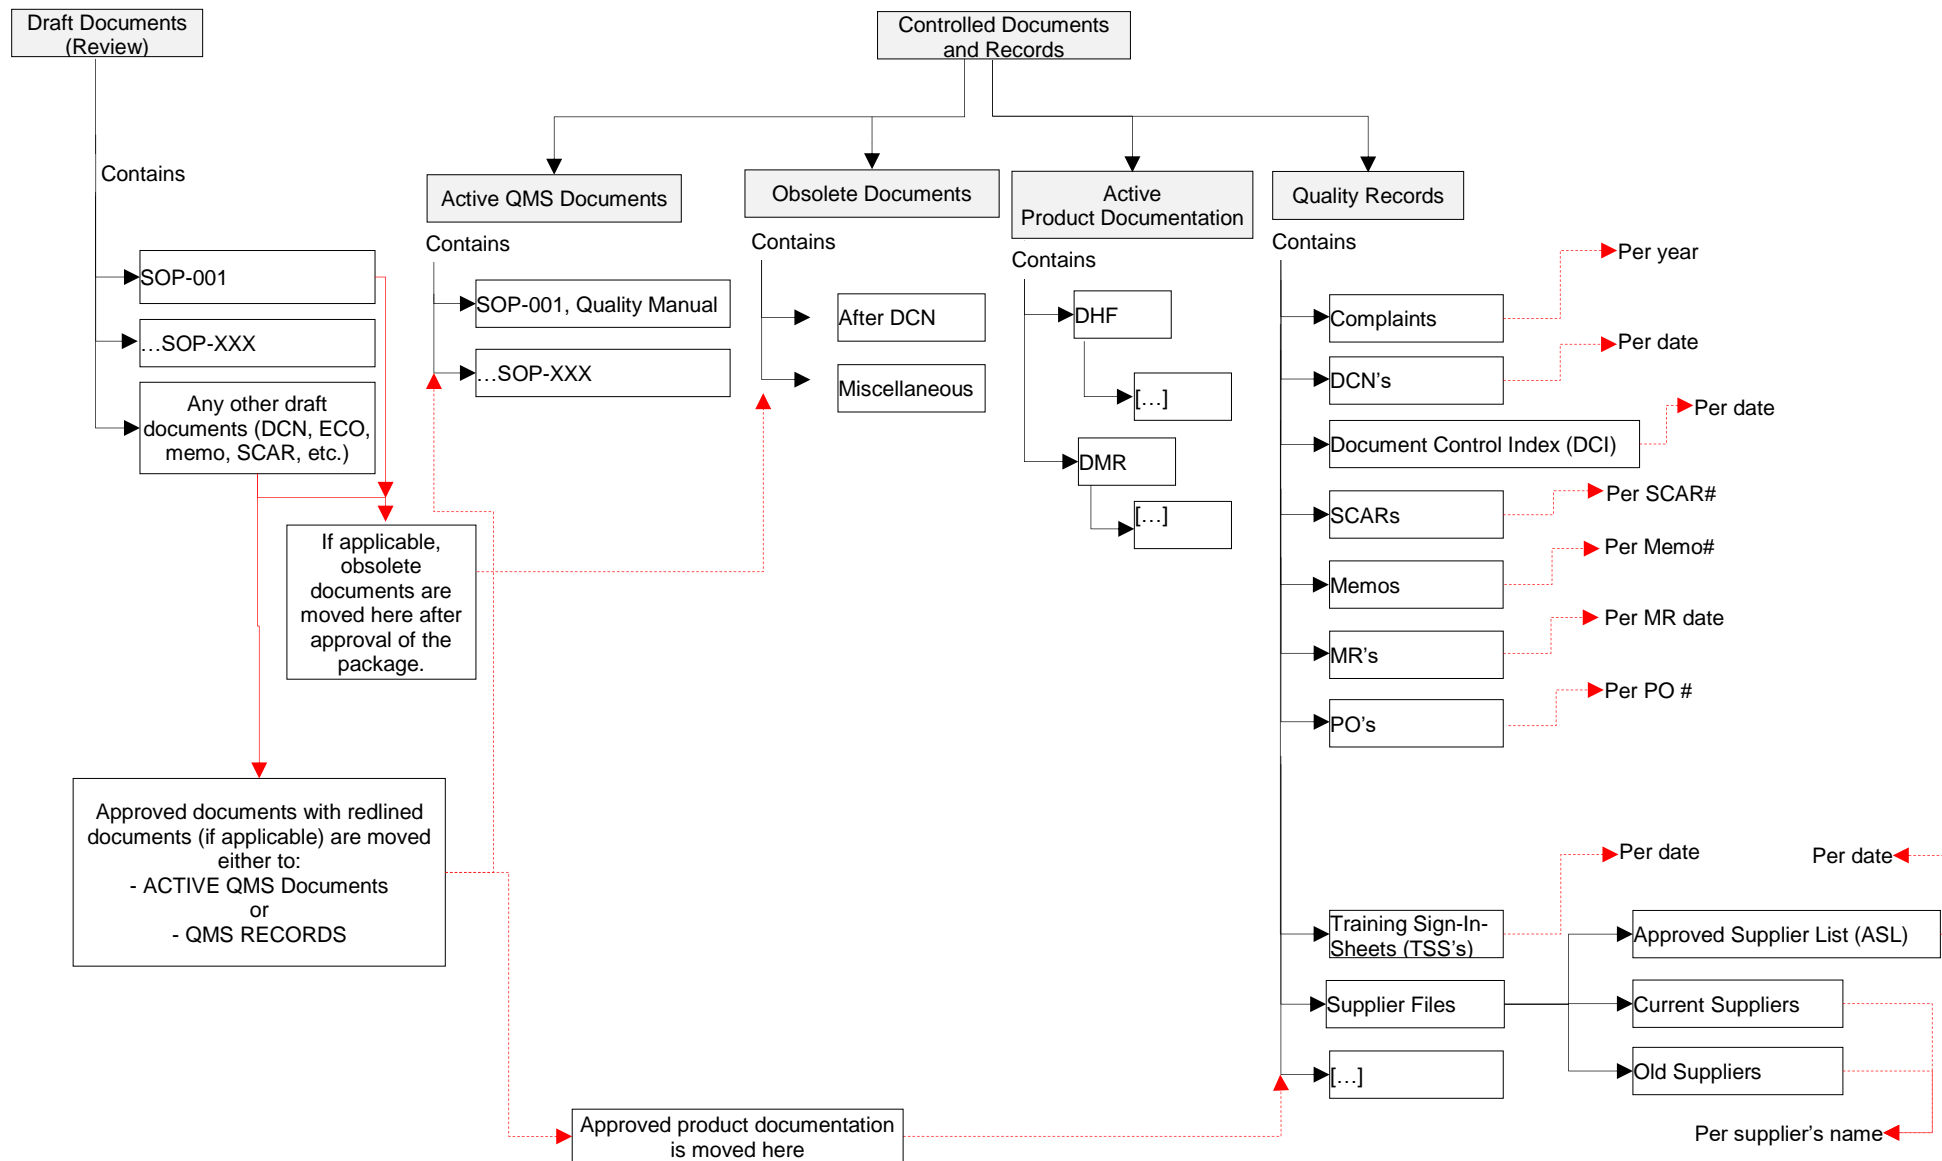 Draft Documents
(Review)
Controlled Documents
and Records
Contains
Active QMS Documents
Obsolete Documents
Active
Product Documentation
Quality Records
Contains
Contains
Contains
Contains
SOP-001
…SOP-XXX
Any other draft
documents (DCN, ECO,
memo, SCAR, etc.)
SOP-001, Quality Manual
…SOP-XXX
After DCN
Miscellaneous
DHF
[…]
DMR
[…]
Complaints
Per year
DCN's
Per date
Document Control Index (DCI)
Per date
SCARs
Per SCAR#
Memos
Per Memo#
MR's
Per MR date
PO's
Per PO #
If applicable,
obsolete
documents are
moved here after
approval of the
package.
Approved documents with redlined
documents (if applicable) are moved
either to:
- ACTIVE QMS Documents
or
- QMS RECORDS
Per date
Per date
Training Sign-In-
Sheets (TSS's)
Approved Supplier List (ASL)
Supplier Files
Current Suppliers
[…]
Old Suppliers
Approved product documentation
is moved here
Per supplier's name